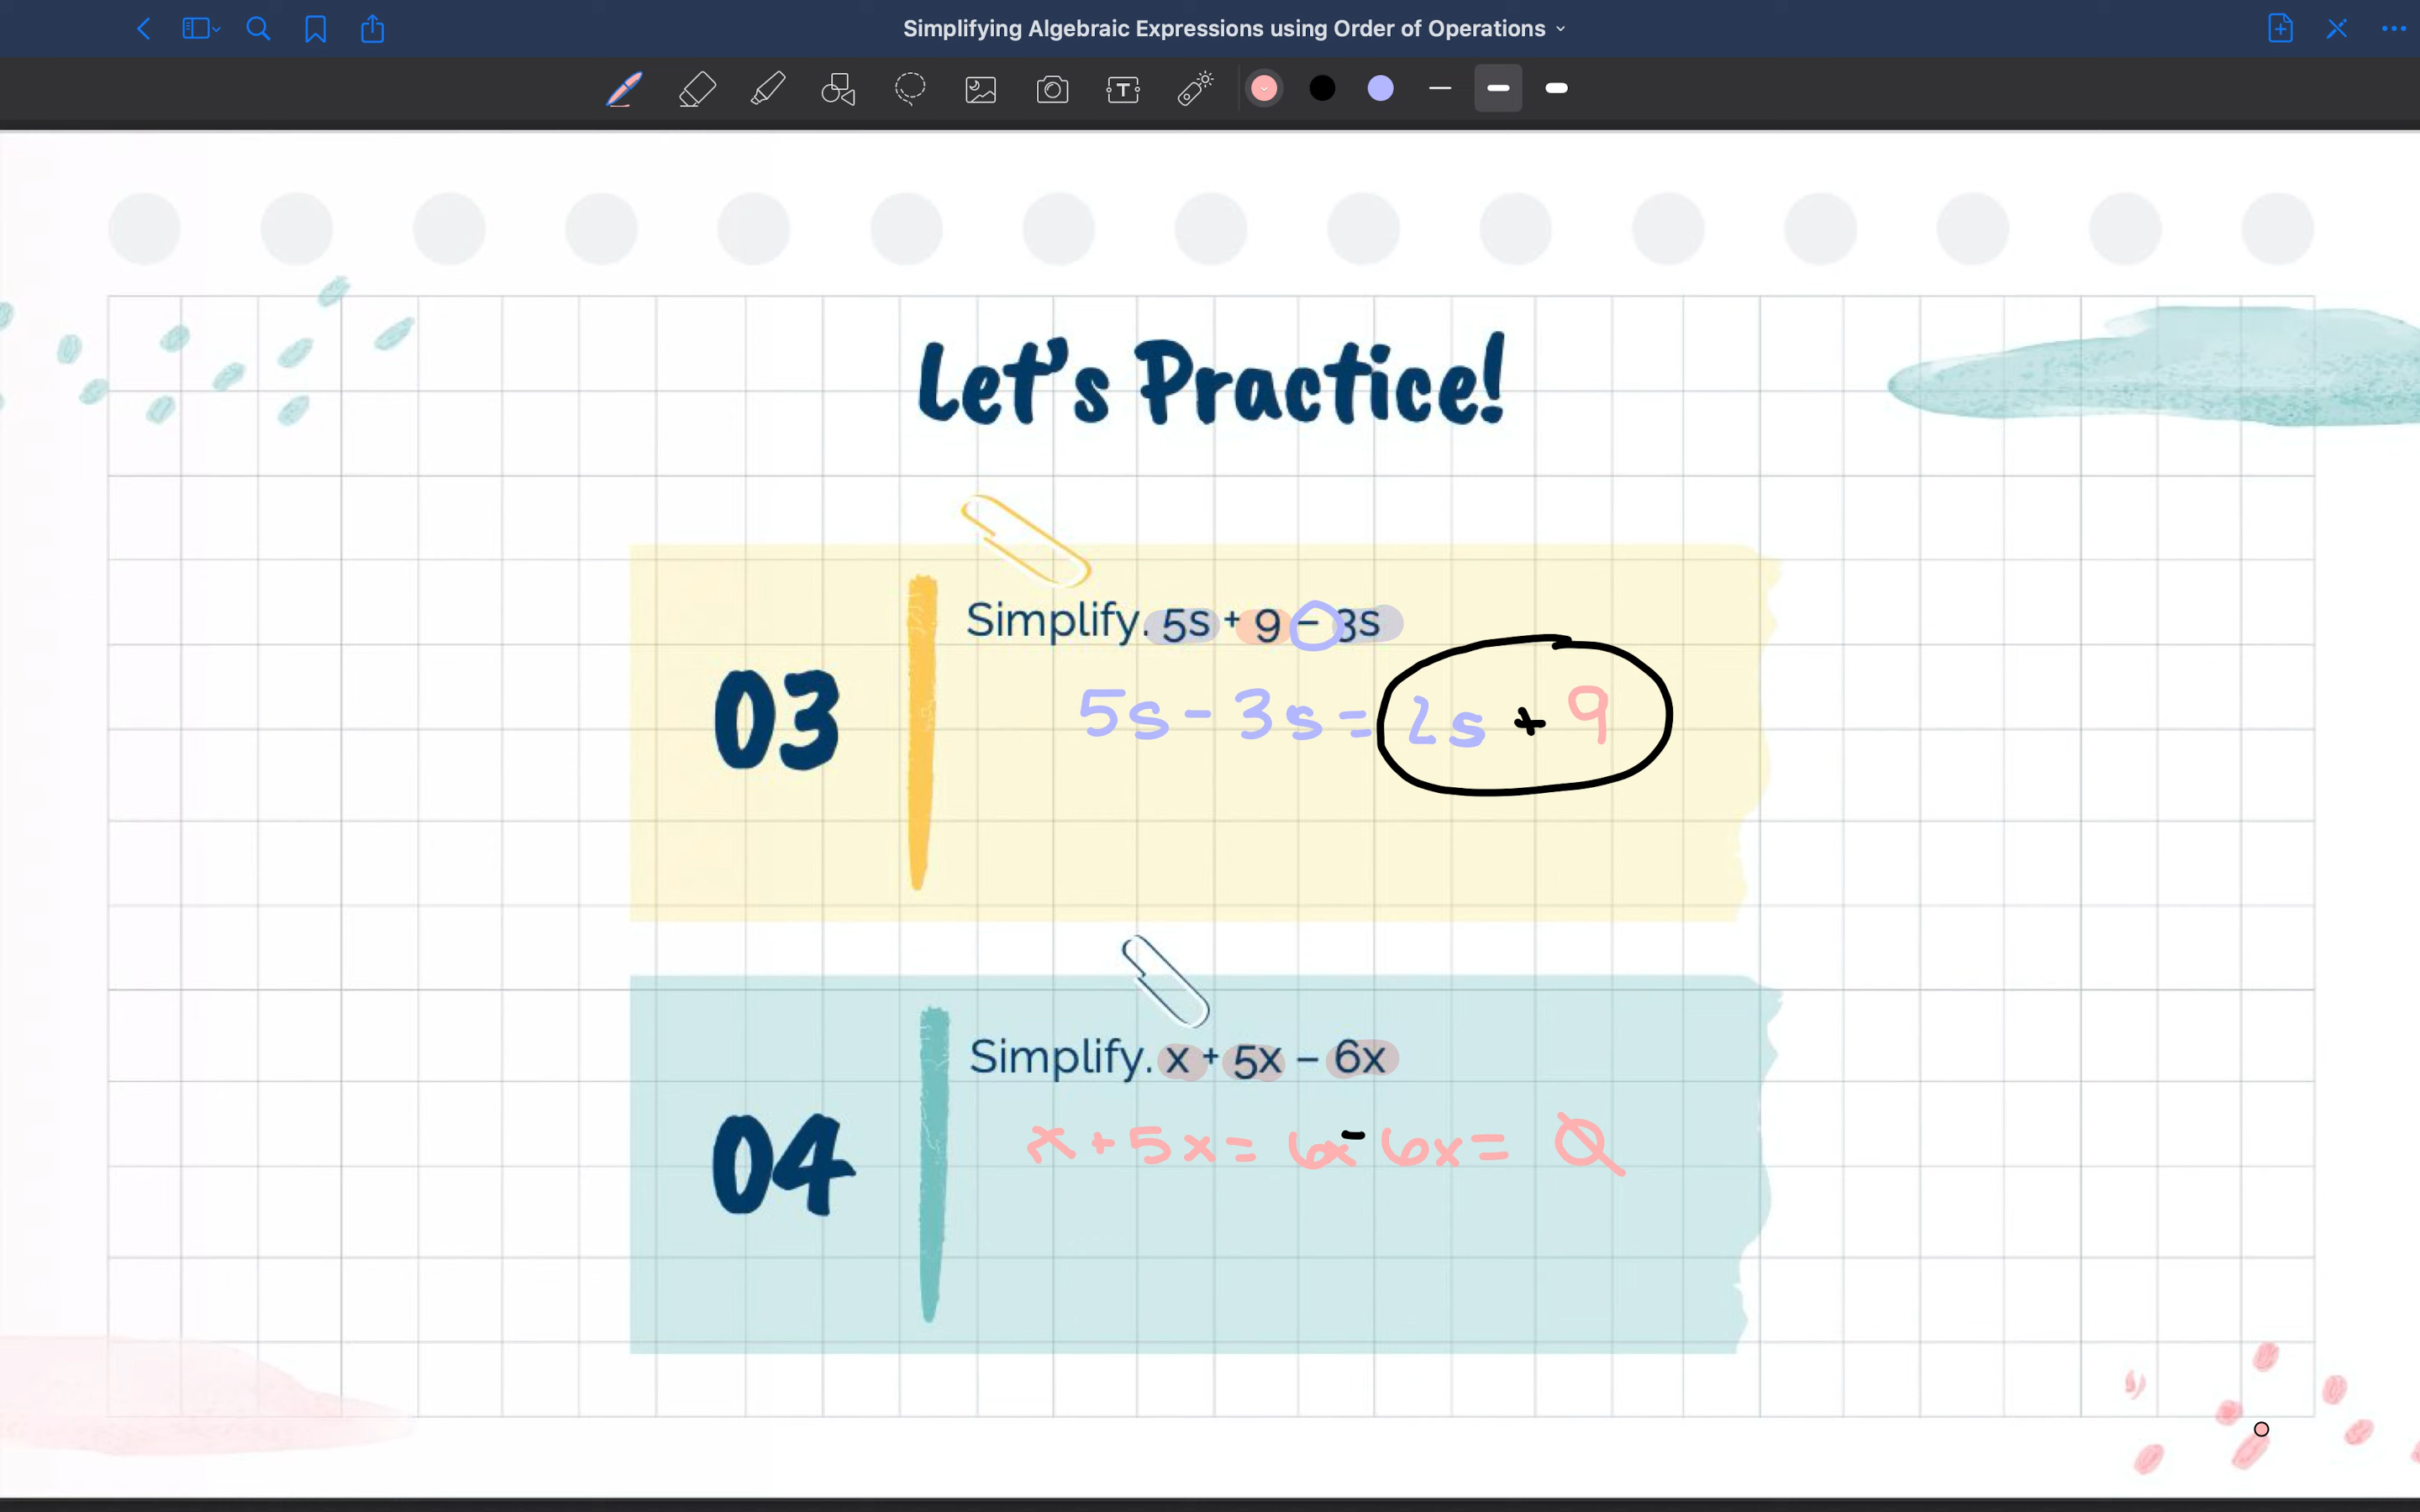 Simplifying Algebraic Expressions using Order of Operations
Let's Practice!
Simplify. 5s + 9 – 3s
03
5s - 3s = 2s + 9
Simplify. x + 5x – 6x
04
x + 5x = 6x - 6x = 0